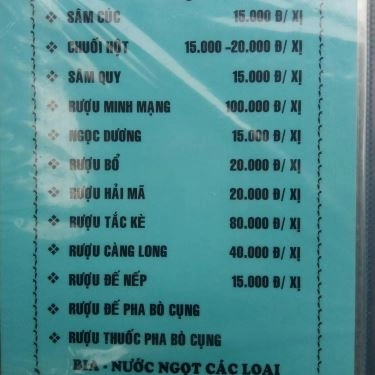 ❖ SÂM CÚC 15.000 Đ/ XỊ
❖ CHUỐI HỘT 15.000 -20.000 Đ/ XỊ
❖ SÂM QUY 15.000 Đ/ XỊ
❖ RƯỢU MINH MẠNG 100.000 Đ/ XỊ
❖ NGỌC DƯƠNG 15.000 Đ/ XỊ
❖ RƯỢU BỔ 20.000 Đ/ XỊ
❖ RƯỢU HẢI MÃ 20.000 Đ/ XỊ
❖ RƯỢU TẮC KÈ 80.000 Đ/ XỊ
❖ RƯỢU CÀNG LONG 40.000 Đ/ XỊ
❖ RƯỢU ĐẾ NẾP 15.000 Đ/ XỊ
❖ RƯỢU ĐẾ PHA BÒ CỤNG
❖ RƯỢU THUỐC PHA BÒ CỤNG
BIA - NƯỚC NGỌT CÁC LOẠI